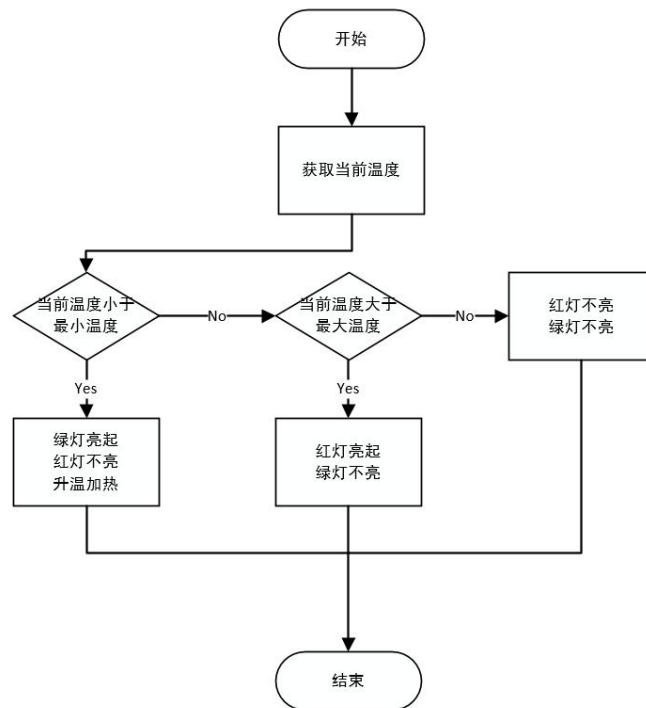 开始
获取当前温度
当前温度小于
最小温度
No
当前温度大于
最大温度
No
红灯不亮
绿灯不亮
Yes
Yes
绿灯亮起
红灯不亮
升温加热
红灯亮起
绿灯不亮
结束